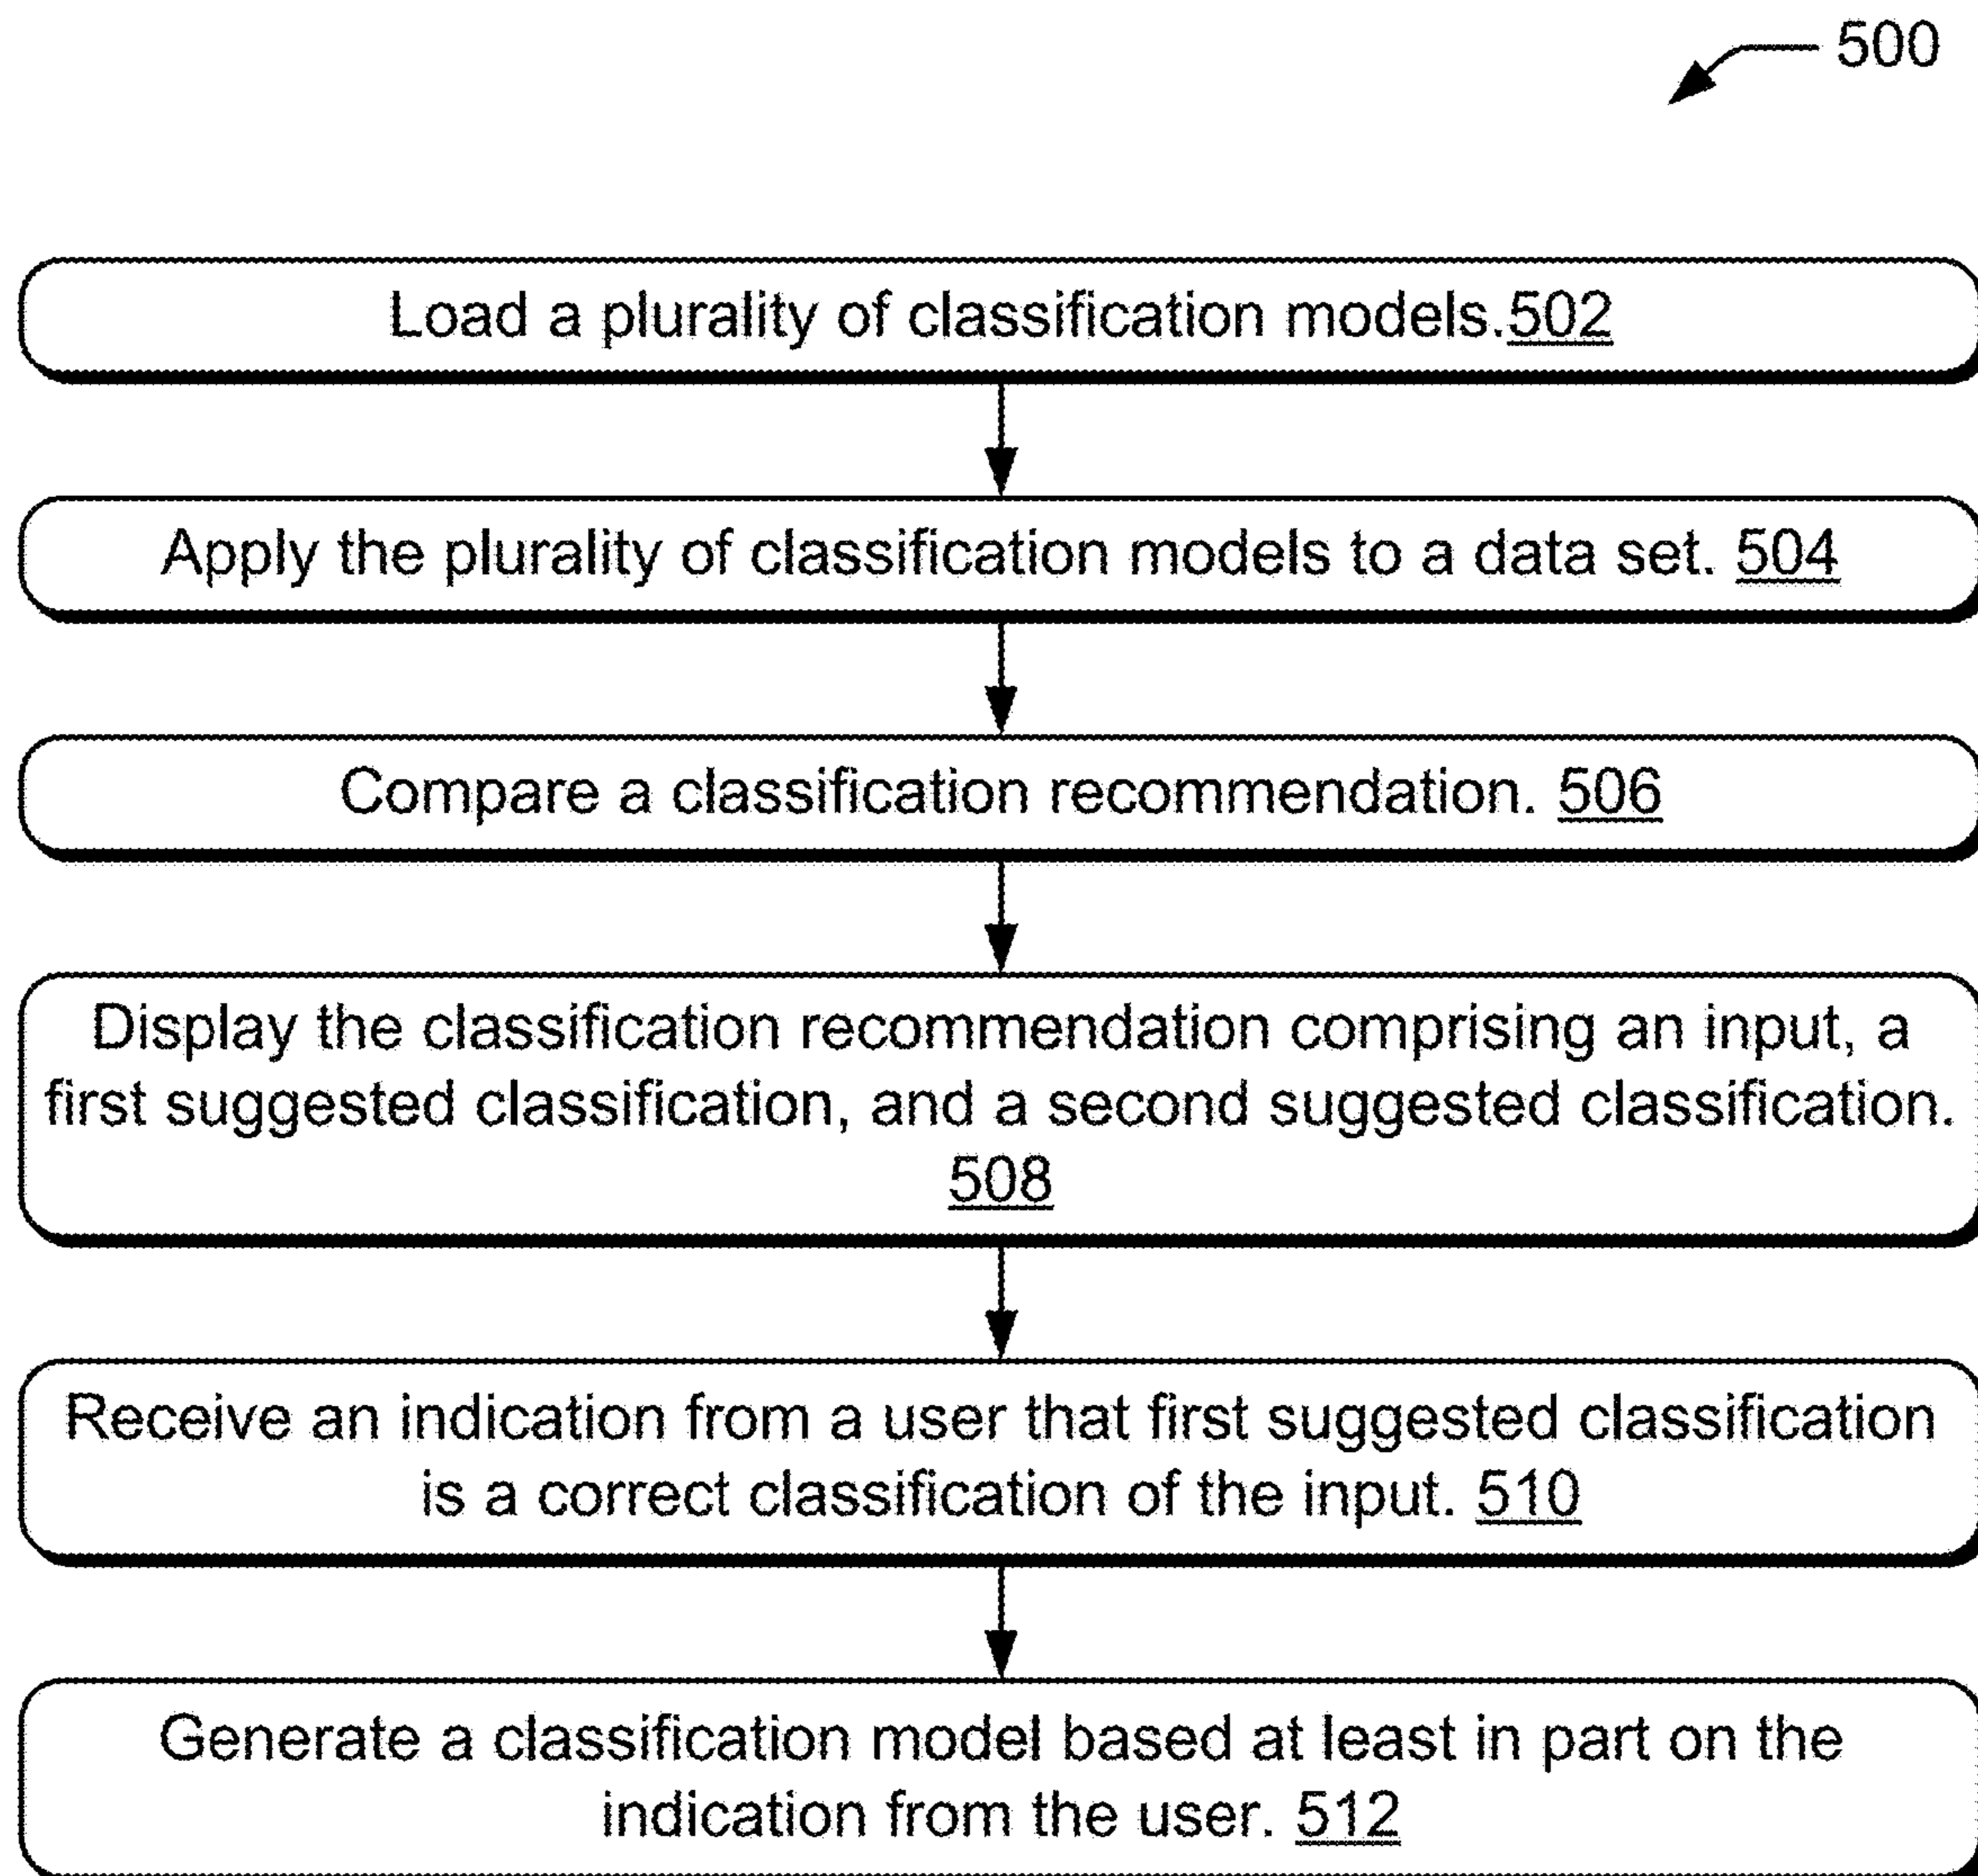 500
Load a plurality of classification models.502
Apply the plurality of classification models to a data set. 504
Compare a classification recommendation. 506
Display the classification recommendation comprising an input, a
first suggested classification, and a second suggested classification.
508
Receive an indication from a user that first suggested classification
is a correct classification of the input. 510
Generate a classification model based at least in part on the
indication from the user. 512